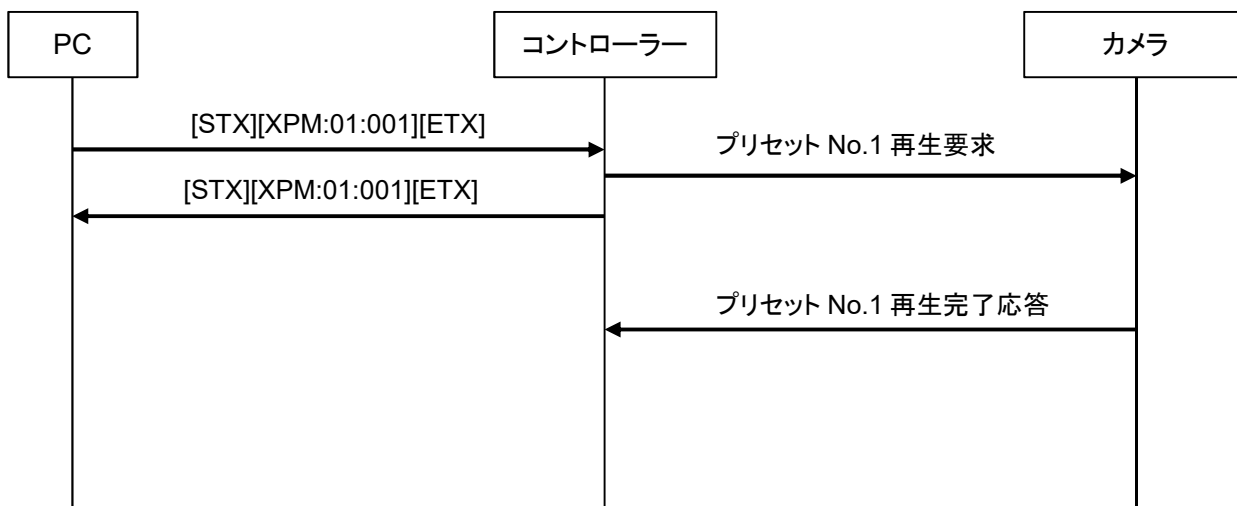 PC
コントローラー
カメラ
[STX][XPM:01:001][ETX]
プリセット No.1 再生要求
[STX][XPM:01:001][ETX]
プリセット No.1 再生完了応答